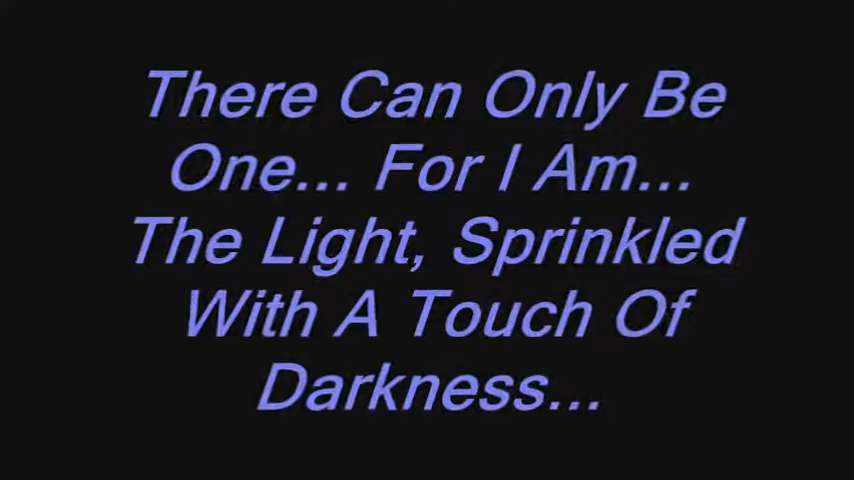 There Can Only Be
One... For I Am...
The Light, Sprinkled
With A Touch Of
Darkness...